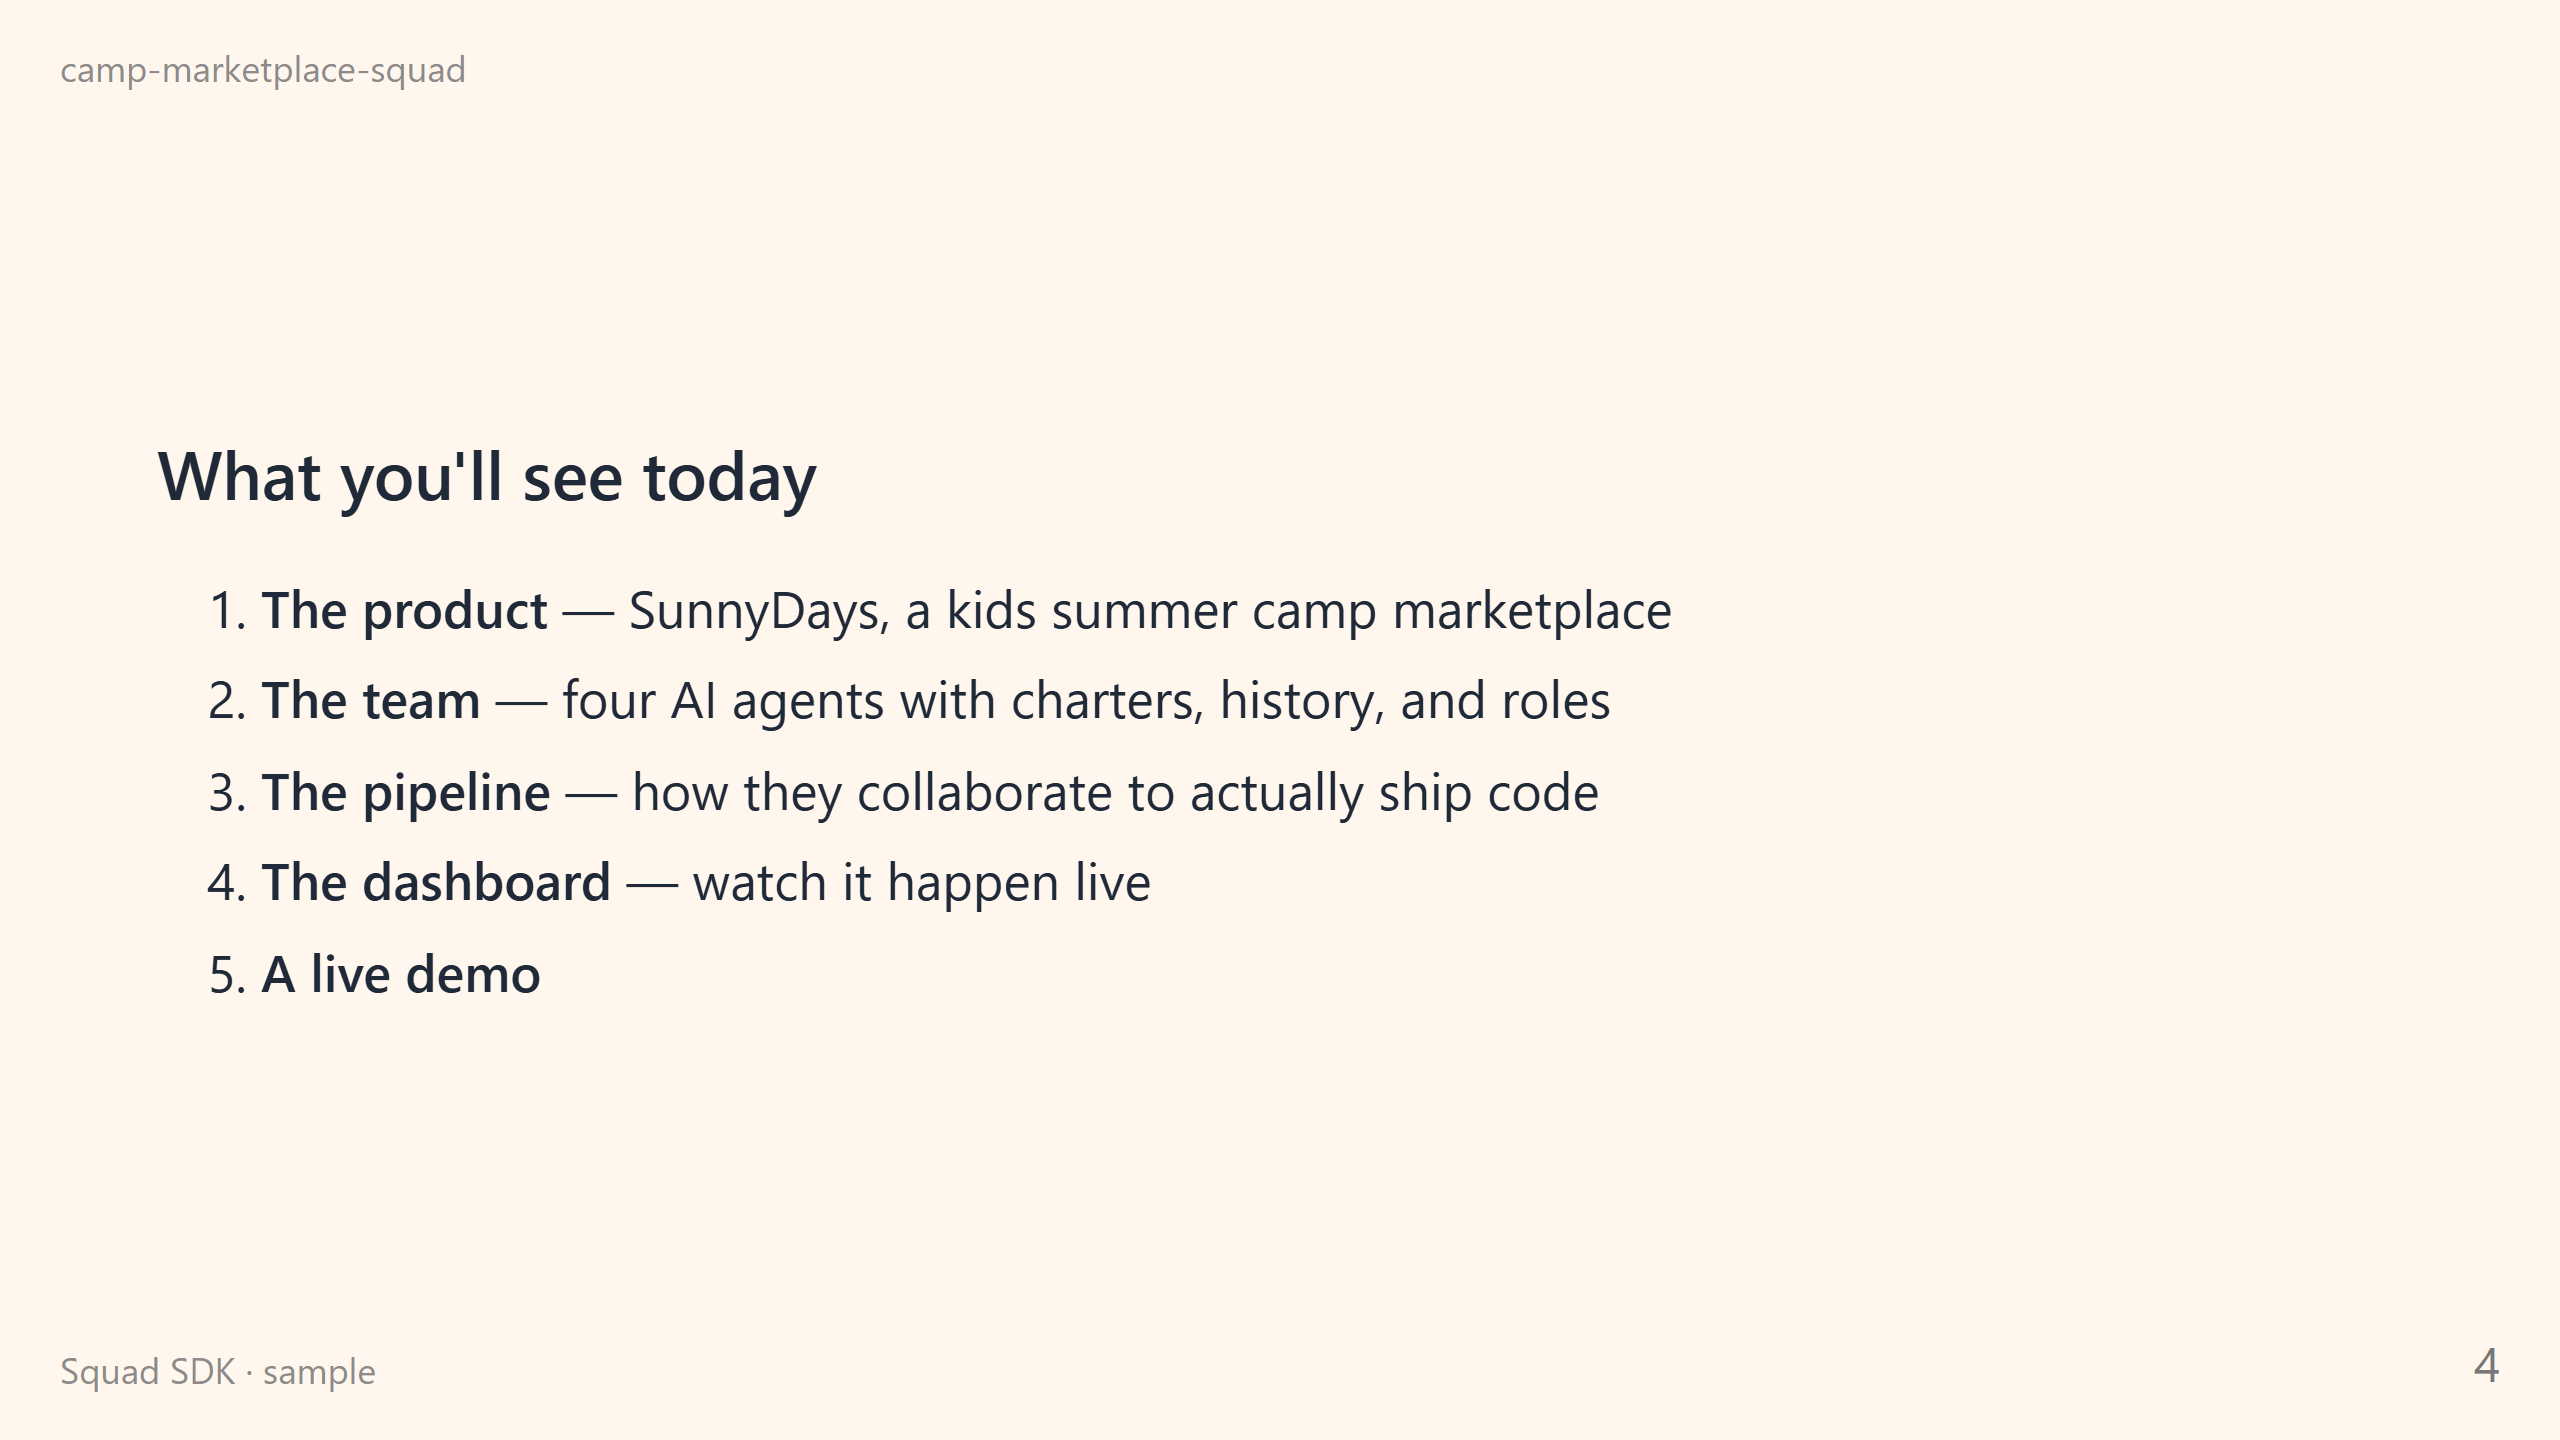 camp-marketplace-squad
What you'll see today
1. The product — SunnyDays, a kids summer camp marketplace
2. The team — four AI agents with charters, history, and roles
3. The pipeline — how they collaborate to actually ship code
4. The dashboard — watch it happen live
5. A live demo
Squad SDK · sample
4